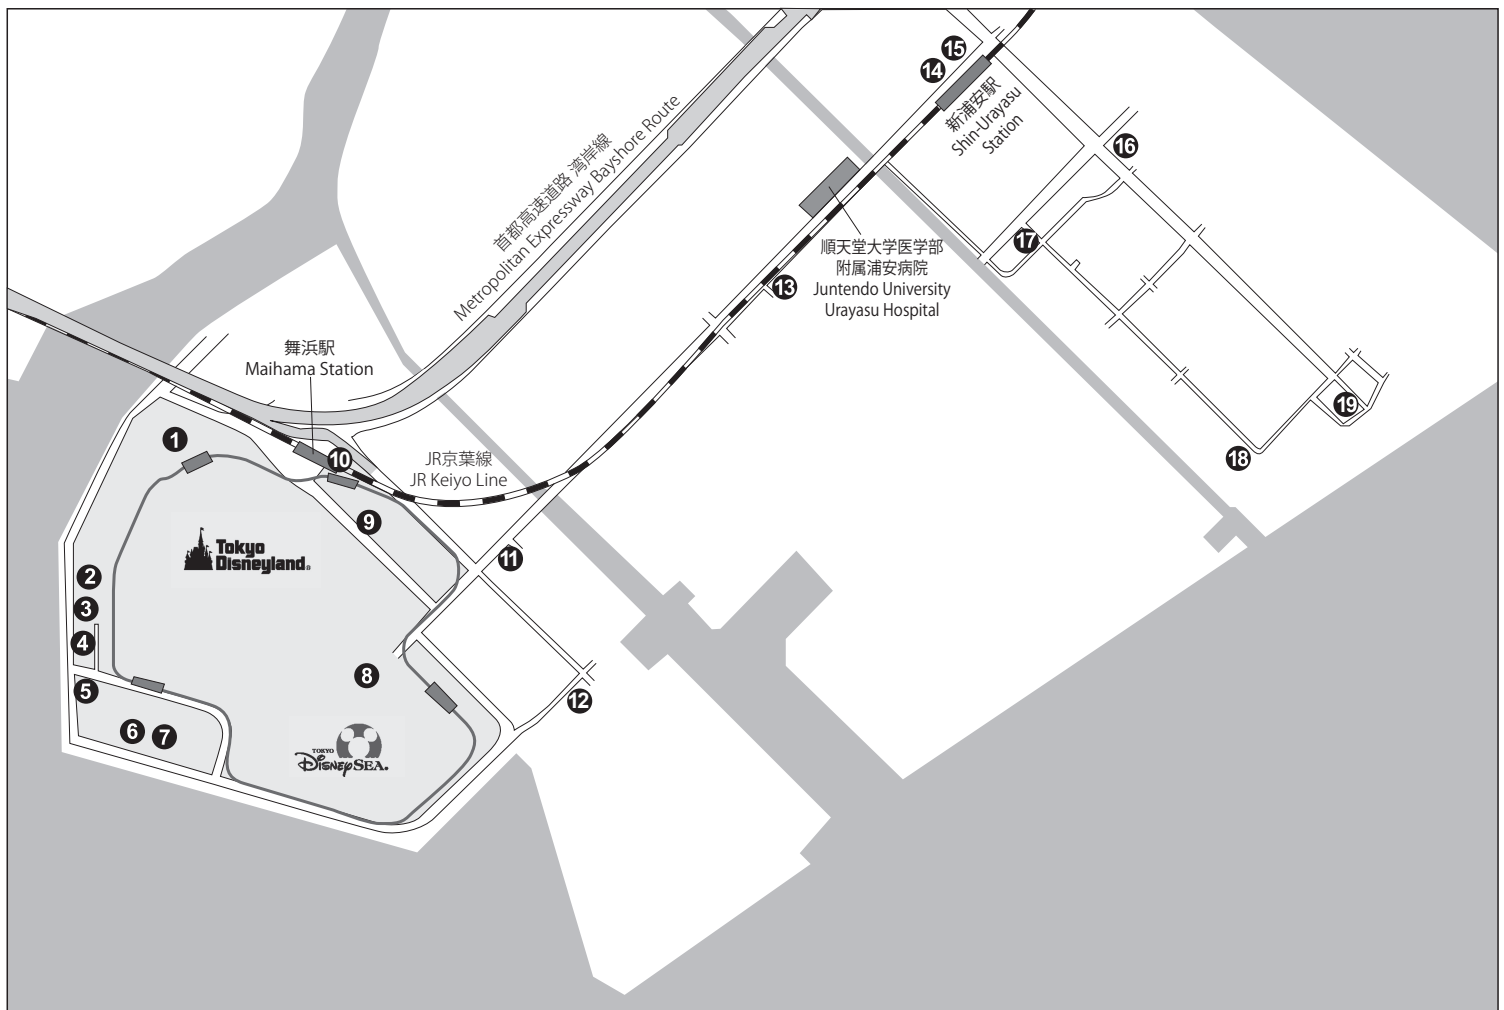 15
14
新浦安駅
Shin-Urayasu
Station
16
首都高速道路 湾岸線
Metropolitan Expressway Bayshore Route
17
順天堂大学医学部
附属浦安病院
Juntendo University
Urayasu Hospital
13
舞浜駅
Maihama Station
19
1
10
JR京葉線
JR Keiyo Line
18
9
Tokyo
Disneyland®
11
2
3
4
8
5
12
6
7
TOKYO
DISNEYSEA®